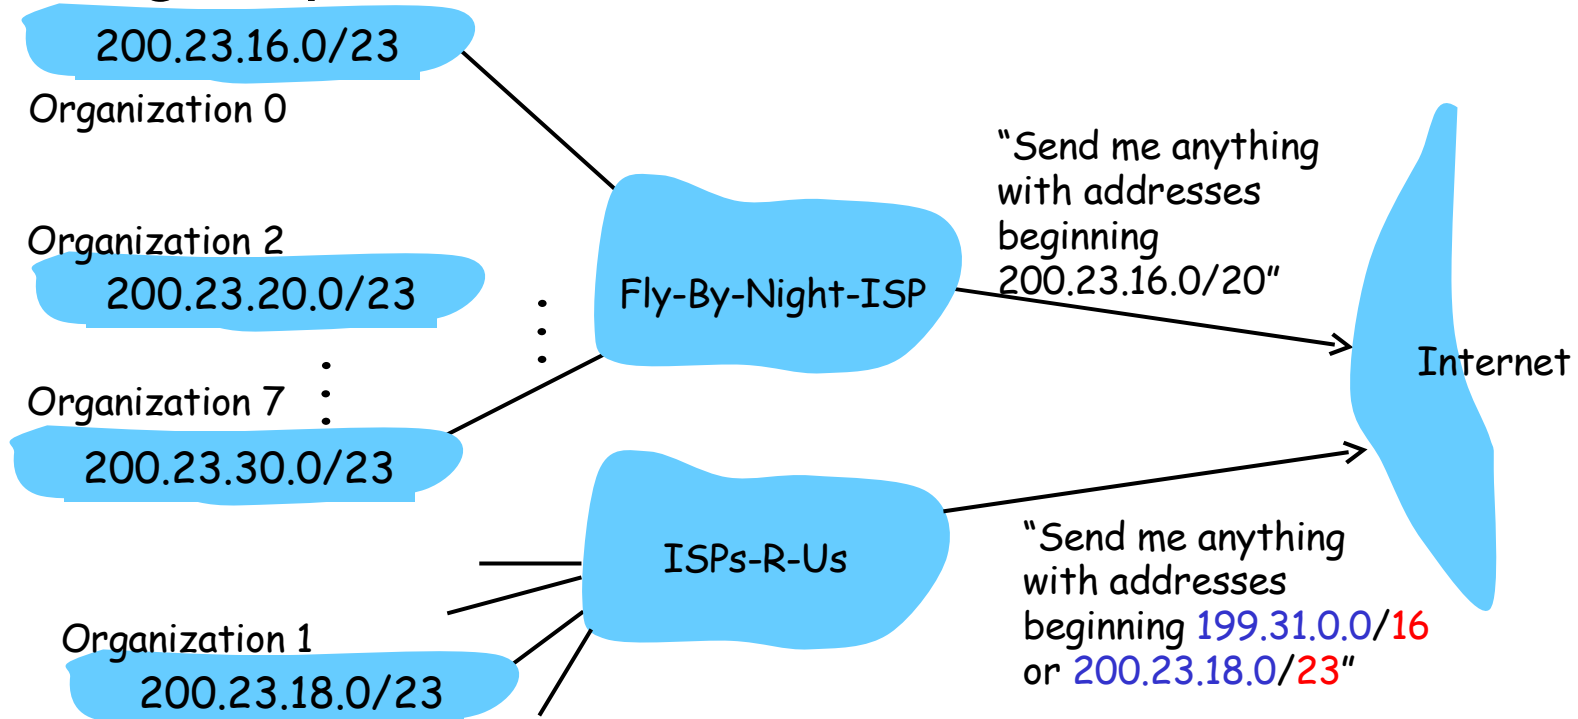 200.23.16.0/23
Organization 0
Organization 2
200.23.20.0/23
Organization 7
200.23.30.0/23
Organization 1
200.23.18.0/23
Fly-By-Night-ISP
ISPs-R-Us
“Send me anything
with addresses
beginning
200.23.16.0/20”
Internet
“Send me anything
with addresses
beginning 199.31.0.0/16
or 200.23.18.0/23”